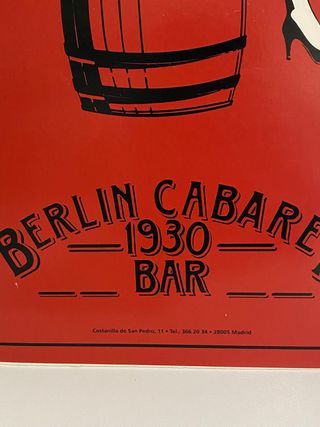 BERLIN CABARE
1930
BAR
Costanilla de San Pedro, 11 • Tel.: 366 20 34 • 28005 Madrid